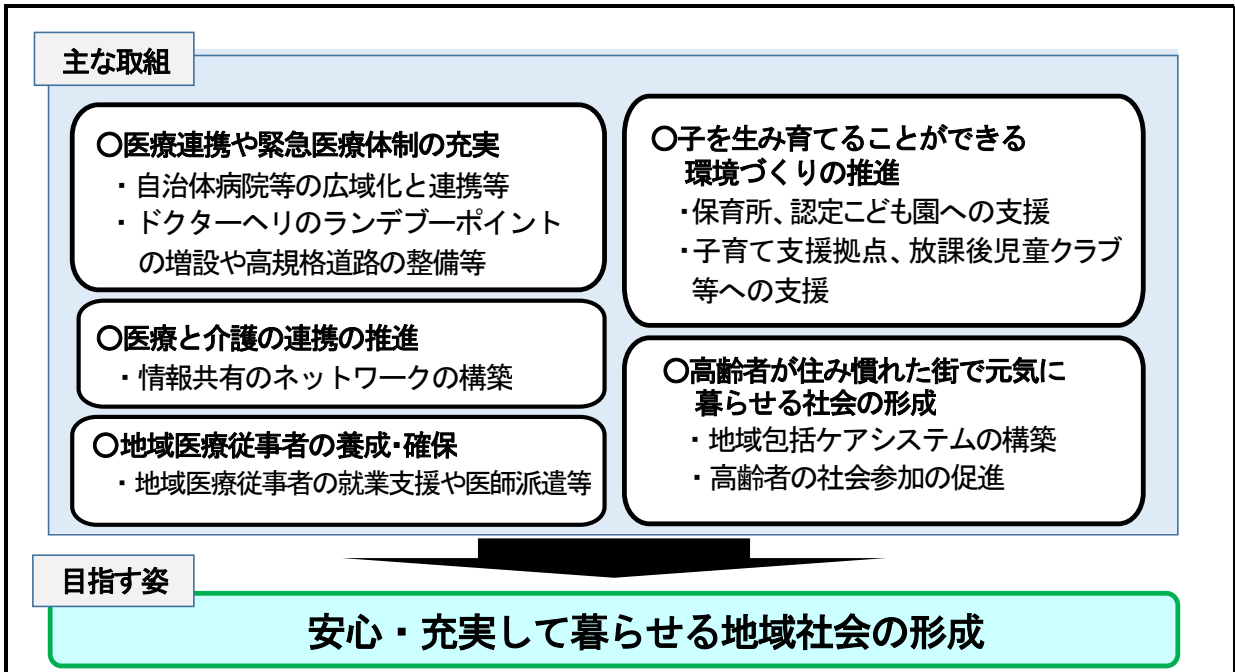 主な取組
〇医療連携や緊急医療体制の充実
・自治体病院等の広域化と連携等
・ドクターヘリのランデブーポイント
の増設や高規格道路の整備等
〇医療と介護の連携の推進
・情報共有のネットワークの構築
〇地域医療従事者の養成・確保
・地域医療従事者の就業支援や医師派遣等
〇子を生み育てることができる
環境づくりの推進
・保育所、認定こども園への支援
・子育て支援拠点、放課後児童クラブ
等への支援
〇高齢者が住み慣れた街で元気に
暮らせる社会の形成
・地域包括ケアシステムの構築
・高齢者の社会参加の促進
目指す姿
安心・充実して暮らせる地域社会の形成